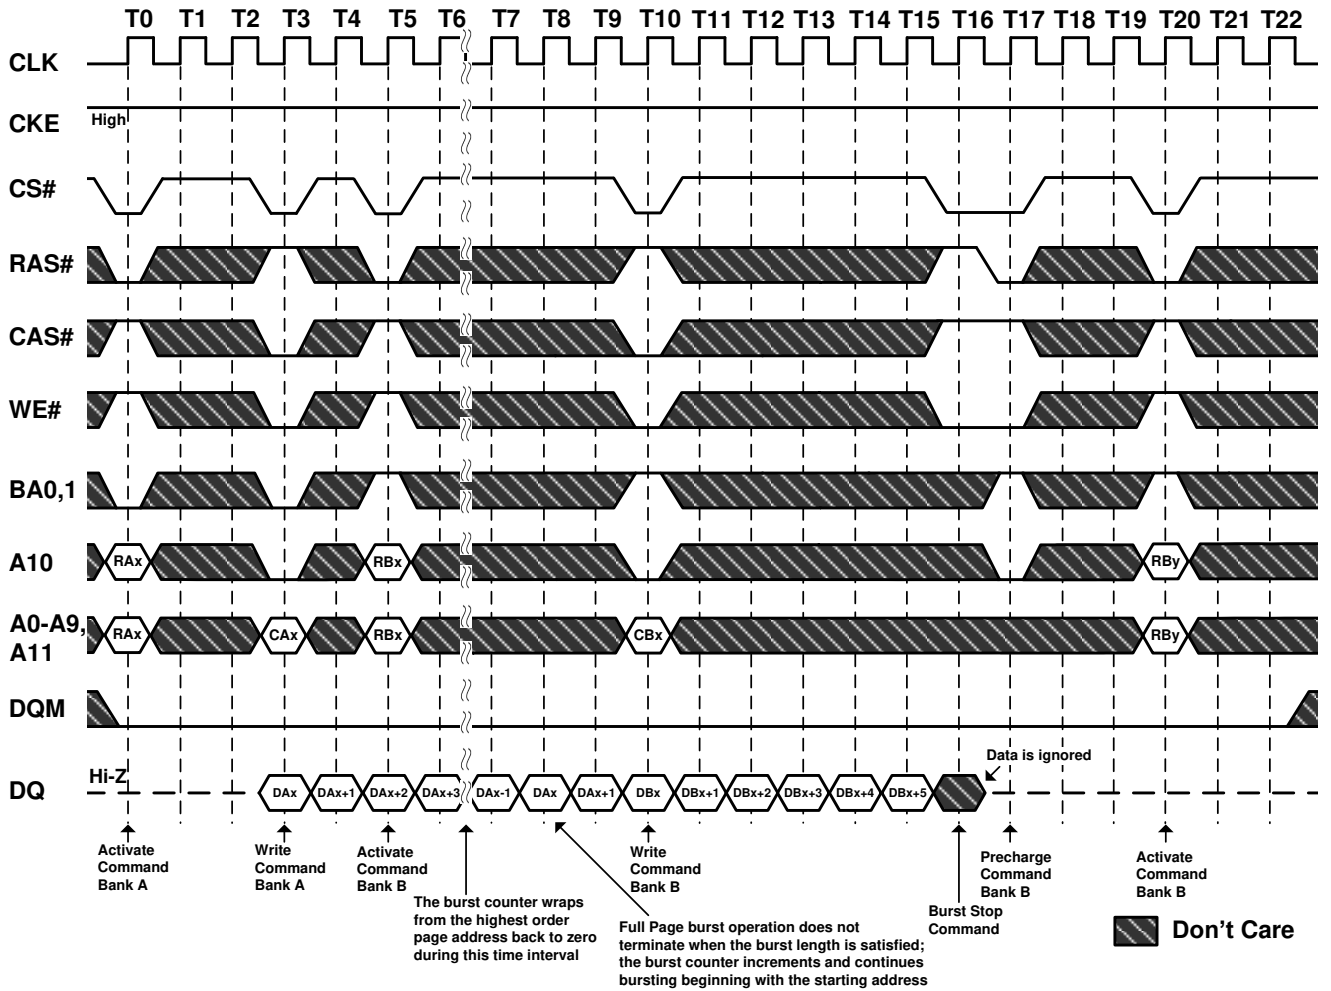 T0 T1 T2 T3 T4 T5 T6 T7 T8 T9 T10 T11 T12 T13 T14 T15 T16 T17 T18 T19 T20 T21 T22
CLK
CKE
High
CS#
RAS#
CAS#
WE#
BA0,1
A10
RAx RBx RBy
A0-A9,
A11
RAx CAx RBx CBx RBy
DQM
DQ
Hi-Z
DAx DAx+1 DAx+2 DAx+3 DAx-1 DAx DAx+1 DBx DBx+1 DBx+2 DBx+3 DBx+4 DBx+5
Data is ignored
Activate
Command
Bank A
Write
Command
Bank A
Activate
Command
Bank B
The burst counter wraps
from the highest order
page address back to zero
during this time interval
Write
Command
Bank B
Full Page burst operation does not
terminate when the burst length is satisfied;
the burst counter increments and continues
bursting beginning with the starting address
Burst Stop
Command
Precharge
Command
Bank B
Activate
Command
Bank B
Don't Care